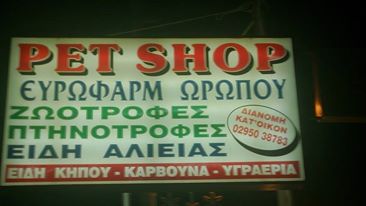 PET SHOP
ΕΥΡΩΦΑΡΜ ΩΡΩΠΟΥ
ΖΩΟΤΡΟΦΕΣ
ΠΤΗΝΟΤΡΟΦΕΣ
ΕΙΔΗ ΑΛΙΕΙΑΣ
ΔΙΑΝΟΜΗ
ΚΑΤ'ΟΙΚΟΝ
02950 38783
ΕΙΔΗ ΚΗΠΟΥ - ΚΑΡΒΟΥΝΑ - ΥΓΡΑΕΡΙΑ